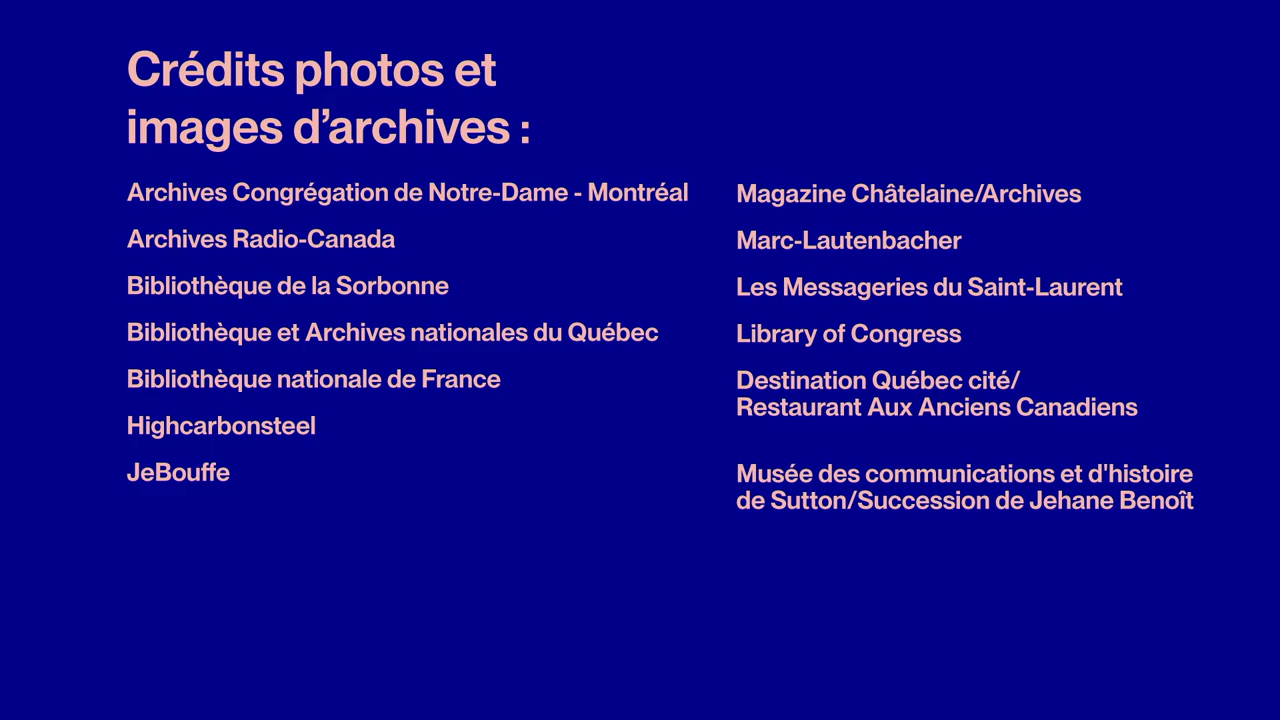 Crédits photos et
images d’archives :
Archives Congrégation de Notre-Dame - Montréal
Archives Radio-Canada
Bibliothèque de la Sorbonne
Bibliothèque et Archives nationales du Québec
Bibliothèque nationale de France
Highcarbonsteel
JeBouffe
Magazine Châtelaine/Archives
Marc-Lautenbacher
Les Messageries du Saint-Laurent
Library of Congress
Destination Québec cité/
Restaurant Aux Anciens Canadiens
Musée des communications et d'histoire
de Sutton/Succession de Jehane Benoît